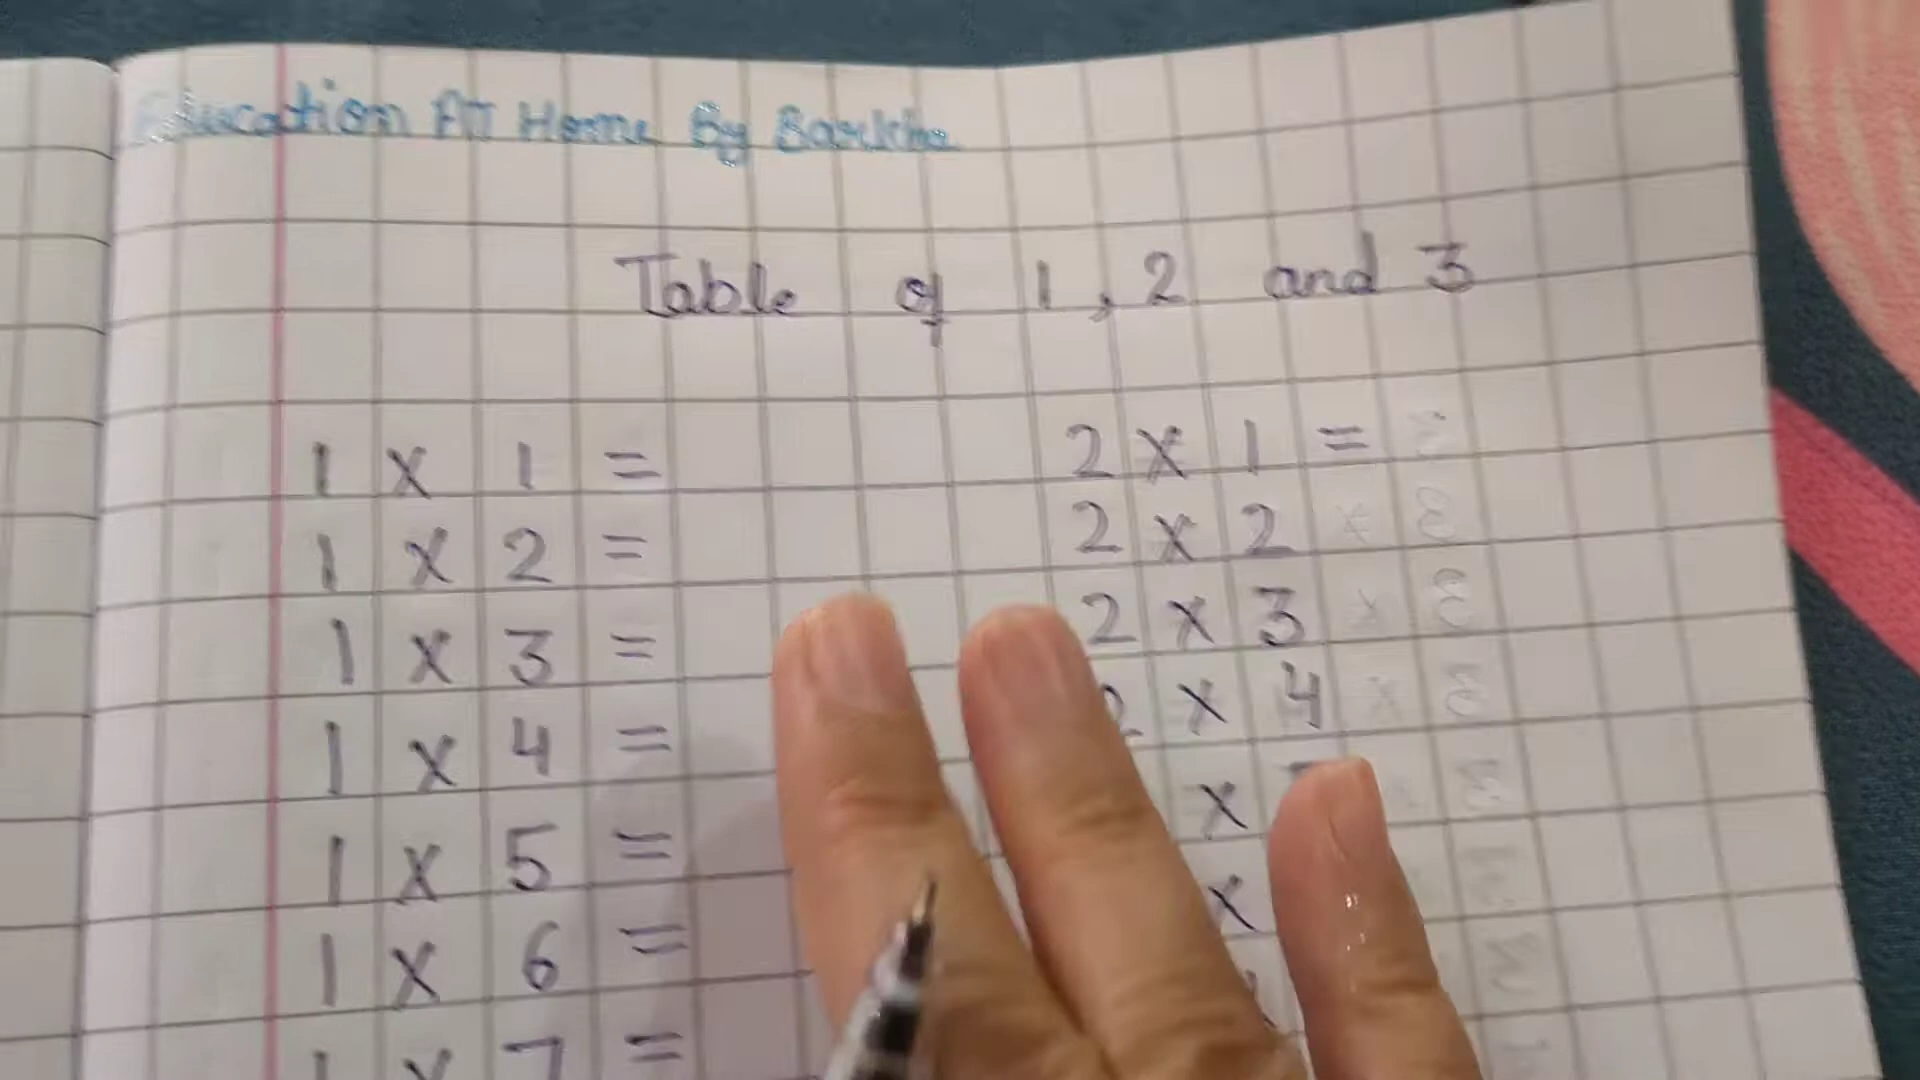 Education AT Home By Barkha
Table of 1, 2 and 3
1 x 1 = 2 x 1 =
1 x 2 = 2 x 2
1 x 3 = 2 x 3
1 x 4 = 2 x 4
1 x 5 = x
1 x 6 = x
1 x 7 =